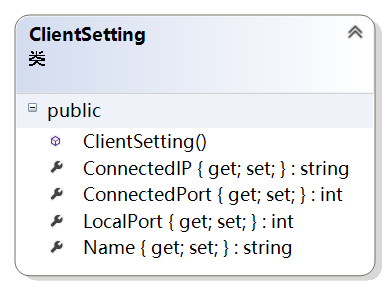 ClientSetting
类
public
ClientSetting()
ConnectedIP { get; set; } : string
ConnectedPort { get; set; } : int
LocalPort { get; set; } : int
Name { get; set; } : string